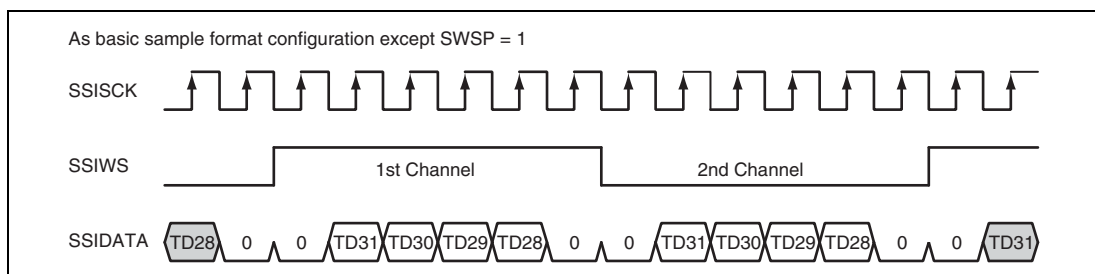 As basic sample format configuration except SWSP = 1
SSISCK
SSIWS 1st Channel 2nd Channel
SSIDATA TD28 0 0 TD31 TD30 TD29 TD28 0 0 TD31 TD30 TD29 TD28 0 0 TD31